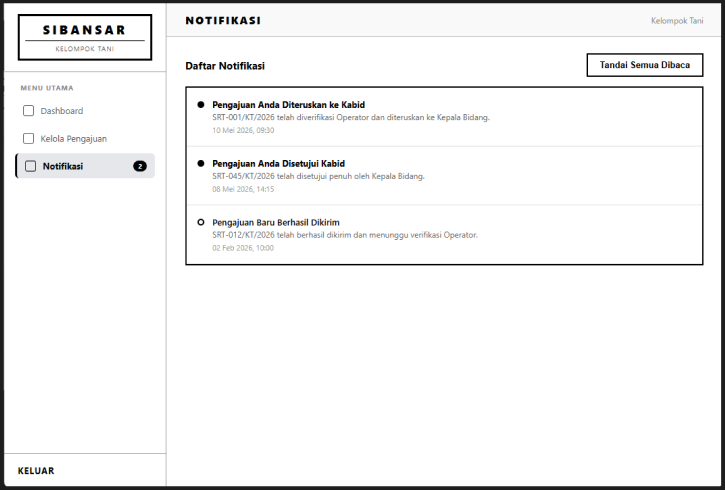 SIBANSAR
KELOMPOK TANI
MENU UTAMA
Dashboard
Kelola Pengajuan
Notifikasi 2
KELUAR
NOTIFIKASI
Kelompok Tani
Daftar Notifikasi
Tandai Semua Dibaca
Pengajuan Anda Diteruskan ke Kabid
SRT-001/KT/2026 telah diverifikasi Operator dan diteruskan ke Kepala Bidang.
10 Mei 2026, 09:30
Pengajuan Anda Disetujui Kabid
SRT-045/KT/2026 telah disetujui penuh oleh Kepala Bidang.
08 Mei 2026, 14:15
Pengajuan Baru Berhasil Dikirim
SRT-012/KT/2026 telah berhasil dikirim dan menunggu verifikasi Operator.
02 Feb 2026, 10:00